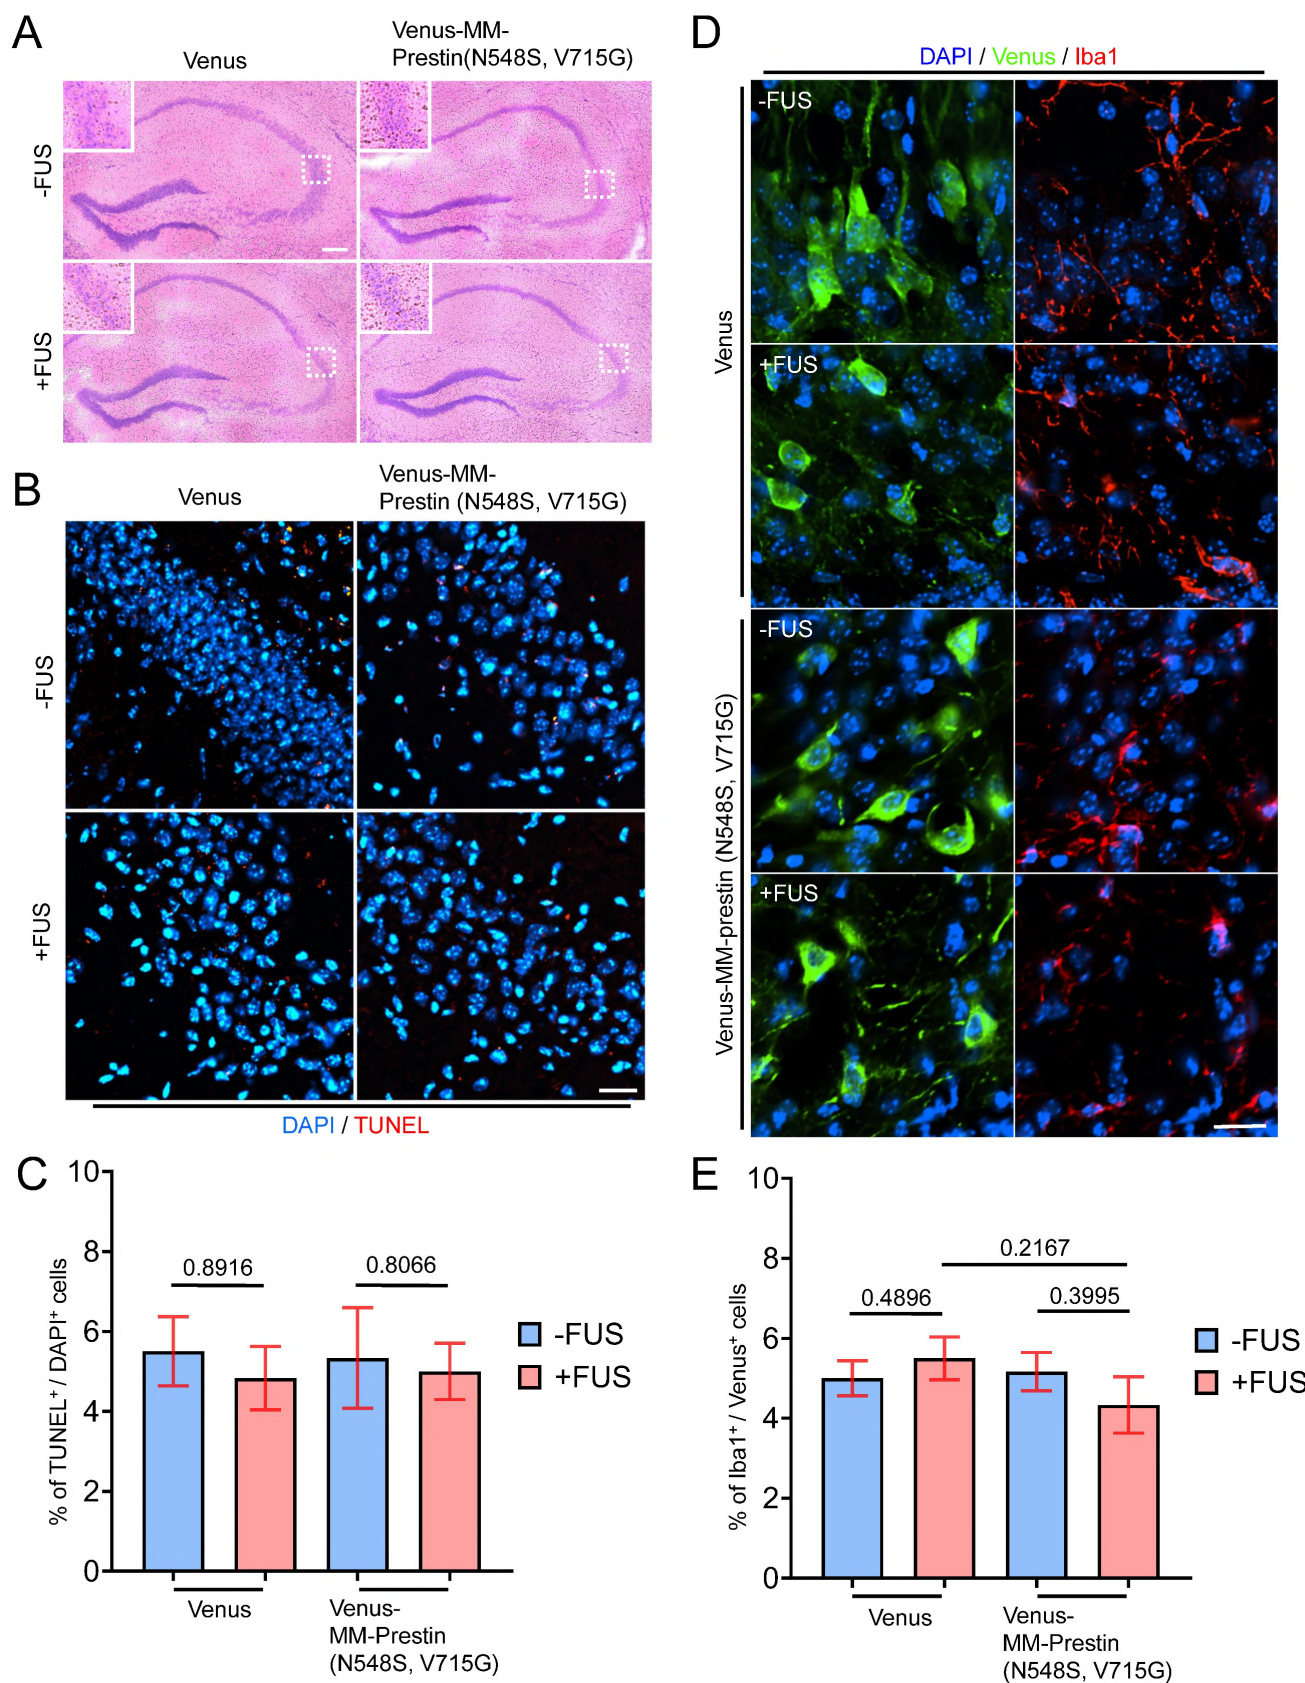 A
Venus
Venus-MM-
Prestin(N548S, V715G)
-FUS
+FUS
B
Venus
Venus-MM-
Prestin (N548S, V715G)
-FUS
+FUS
DAPI / TUNEL
C
10
8
6
4
2
0
% of TUNEL⁺ / DAPI⁺ cells
0.8916
0.8066
-FUS
+FUS
Venus
Venus-
MM-Prestin
(N548S, V715G)
D
DAPI / Venus / Iba1
Venus
-FUS
+FUS
Venus-MM-prestin (N548S, V715G)
-FUS
+FUS
E
10
8
6
4
2
0
% of Iba1⁺ / Venus⁺ cells
0.2167
0.4896
0.3995
-FUS
+FUS
Venus
Venus-
MM-Prestin
(N548S, V715G)